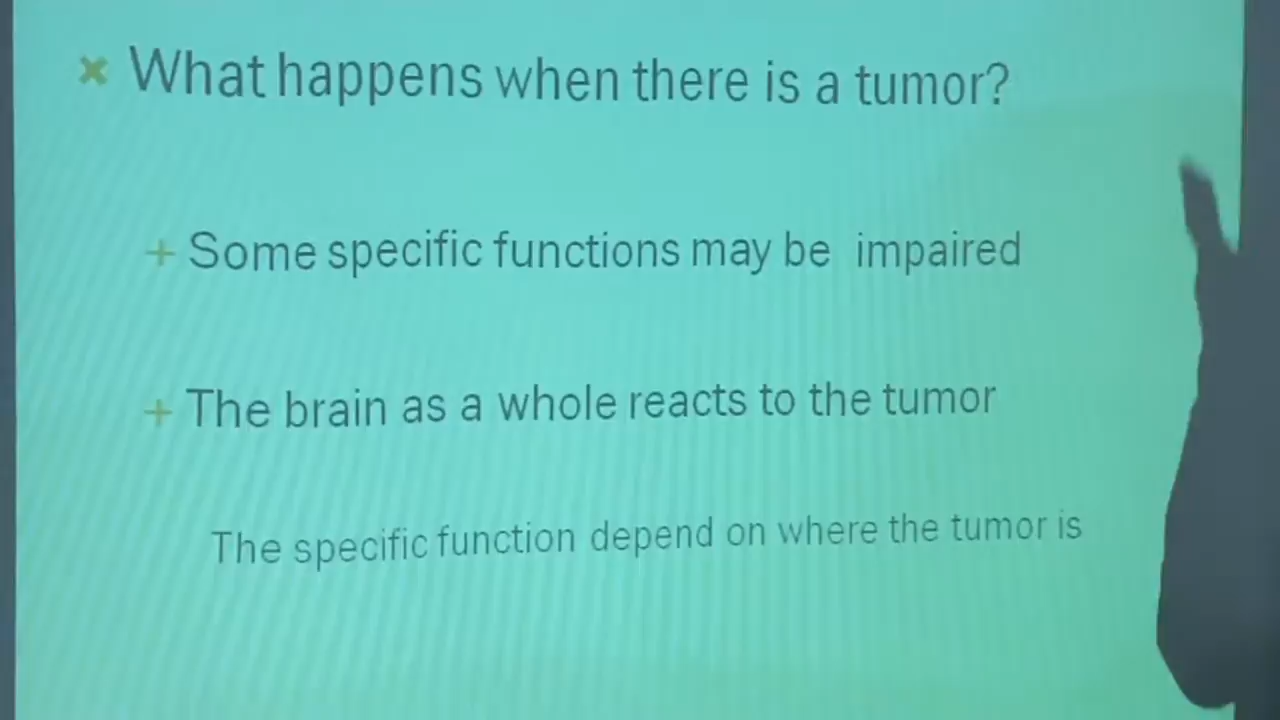 What happens when there is a tumor?
Some specific functions may be impaired
The brain as a whole reacts to the tumor
The specific function depend on where the tumor is